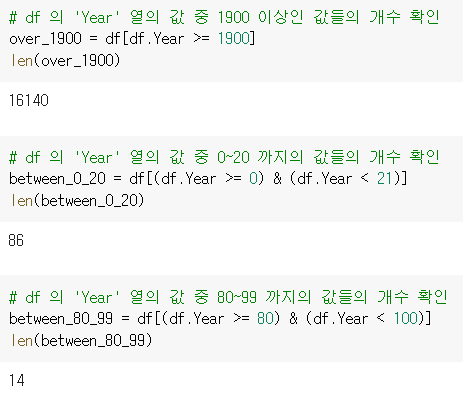 # df 의 'Year' 열의 값 중 1900 이상인 값들의 개수 확인
over_1900 = df[df.Year >= 1900]
len(over_1900)
16140
# df 의 'Year' 열의 값 중 0~20 까지의 값들의 개수 확인
between_0_20 = df[(df.Year >= 0) & (df.Year < 21)]
len(between_0_20)
86
# df 의 'Year' 열의 값 중 80~99 까지의 값들의 개수 확인
between_80_99 = df[(df.Year >= 80) & (df.Year < 100)]
len(between_80_99)
14